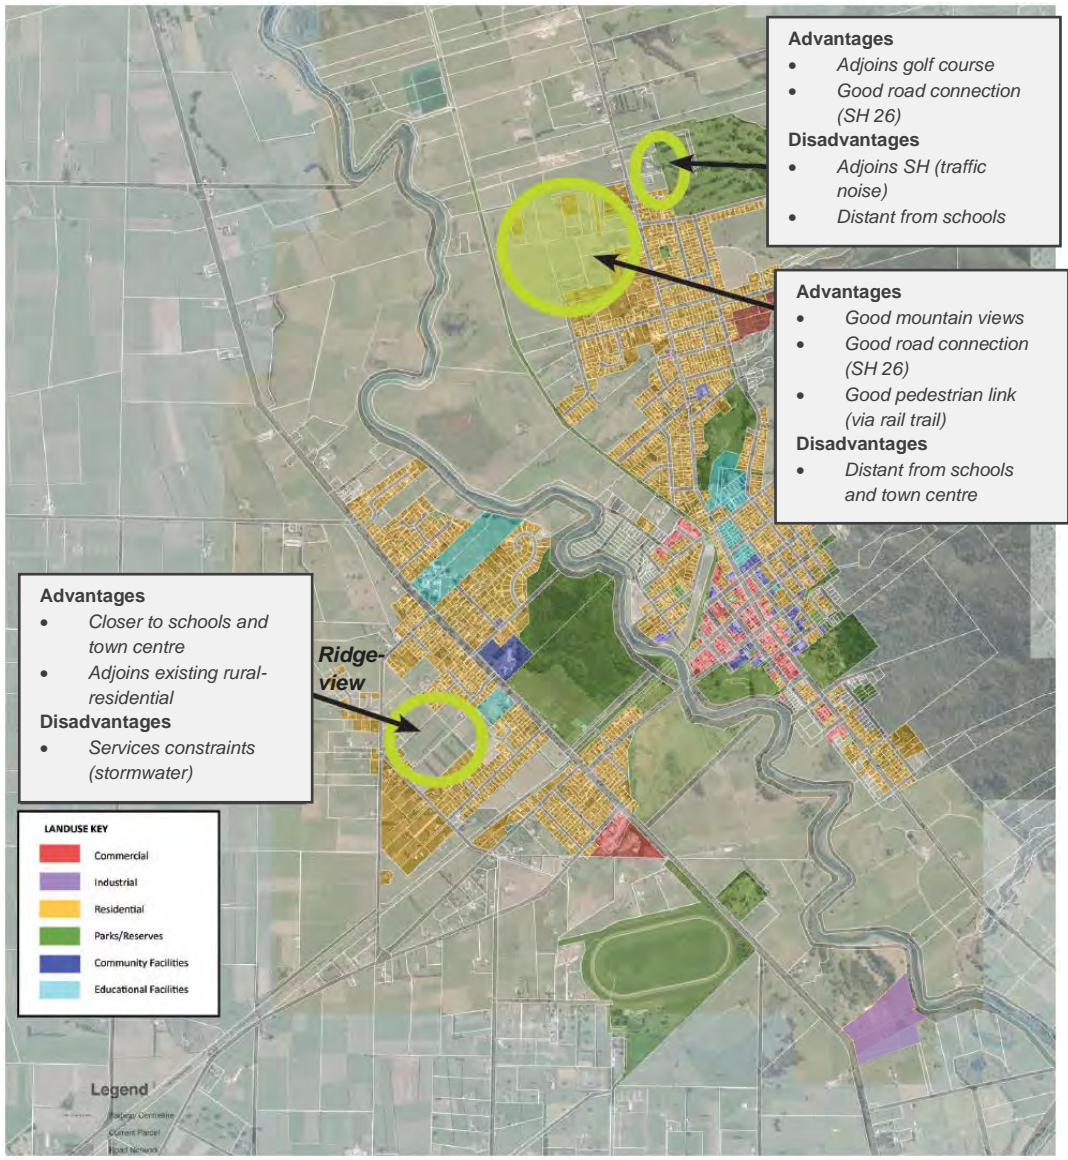 Advantages
• Adjoins golf course
• Good road connection
(SH 26)
Disadvantages
• Adjoins SH (traffic
noise)
• Distant from schools
Advantages
• Good mountain views
• Good road connection
(SH 26)
• Good pedestrian link
(via rail trail)
Disadvantages
• Distant from schools
and town centre
Advantages
• Closer to schools and
town centre
• Adjoins existing rural-
residential
Disadvantages
• Services constraints
(stormwater)
Ridge-
view
LANDUSE KEY
Commercial
Industrial
Residential
Parks/Reserves
Community Facilities
Educational Facilities
Legend
Railway Centreline
Current Parcel
Road Network